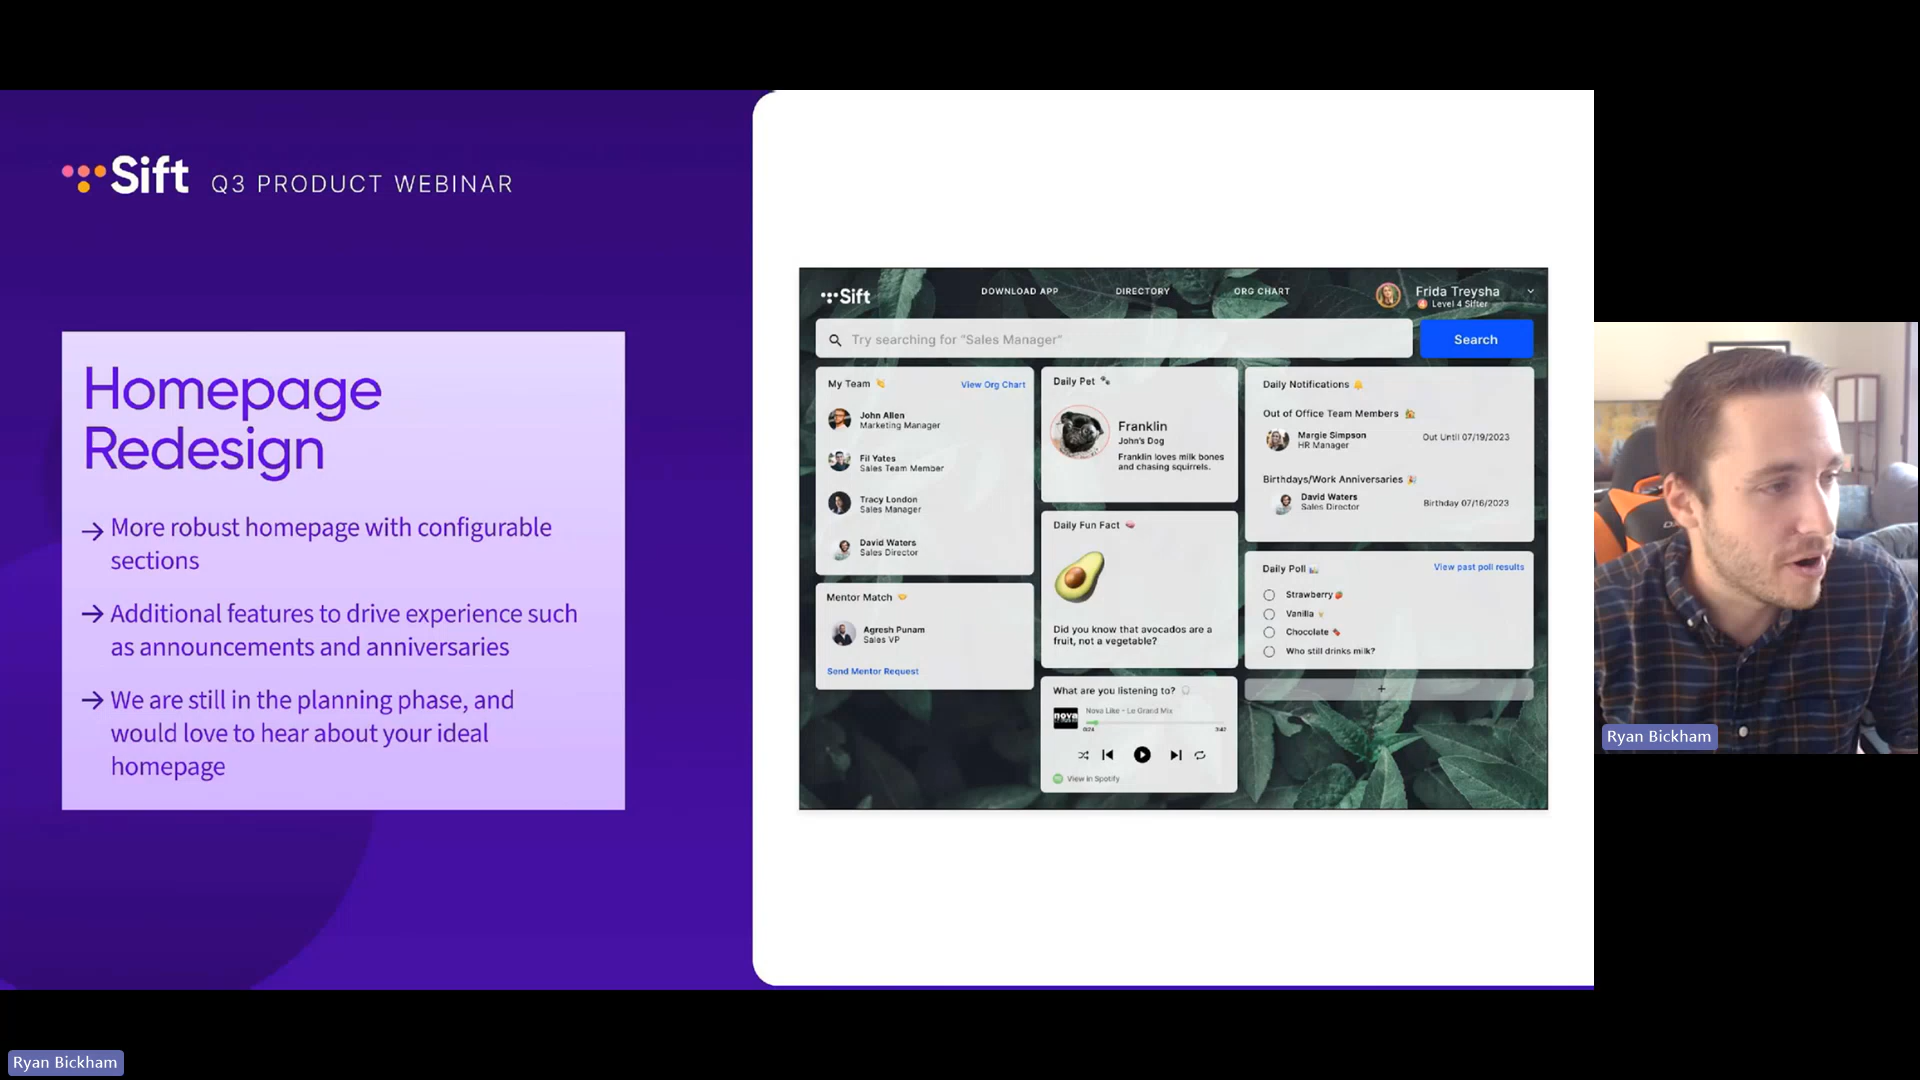 Sift Q3 PRODUCT WEBINAR
Homepage
Redesign
→ More robust homepage with configurable
sections
→ Additional features to drive experience such
as announcements and anniversaries
→ We are still in the planning phase, and
would love to hear about your ideal
homepage
Sift
DOWNLOAD APP
DIRECTORY
ORG CHART
Frida Treysha
4 Level 4 Sifter
Try searching for "Sales Manager"
Search
My Team
View Org Chart
John Allen
Marketing Manager
Fil Yates
Sales Team Member
Tracy London
Sales Manager
David Waters
Sales Director
Mentor Match
Agresh Punam
Sales VP
Send Mentor Request
Daily Pet
Franklin
John's Dog
Franklin loves milk bones
and chasing squirrels.
Daily Fun Fact
Did you know that avocados are a
fruit, not a vegetable?
What are you listening to?
nova
Nova Like - Le Grand Mix
0:24
3:42
View in Spotify
Daily Notifications
Out of Office Team Members
Margie Simpson
HR Manager
Out Until 07/19/2023
Birthdays/Work Anniversaries
David Waters
Sales Director
Birthday 07/16/2023
Daily Poll
View past poll results
Strawberry
Vanilla
Chocolate
Who still drinks milk?
+
Ryan Bickham
Ryan Bickham